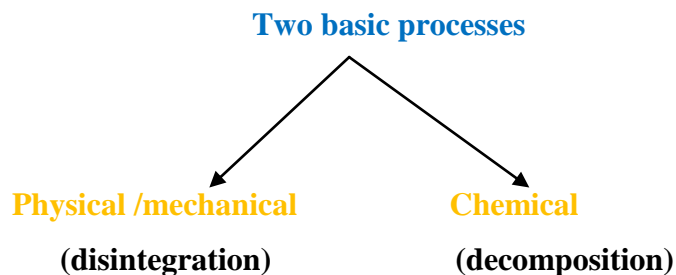 Two basic processes
Physical /mechanical Chemical
(disintegration) (decomposition)